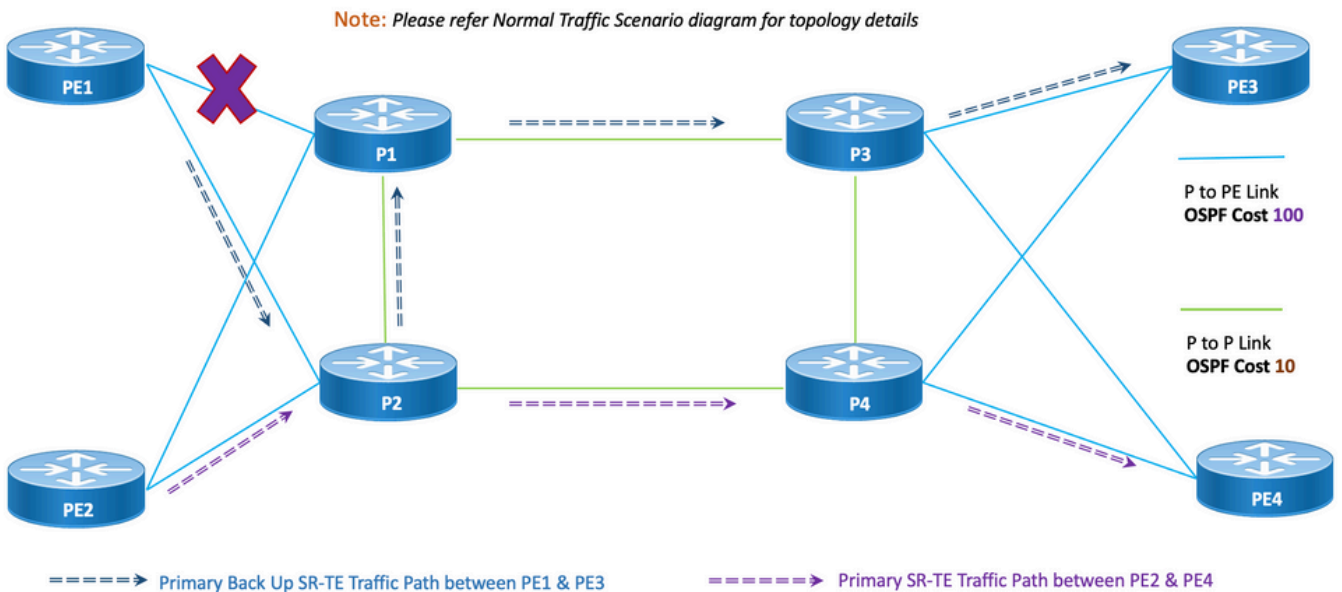 Note: Please refer Normal Traffic Scenario diagram for topology details
PE1
P1
P3
PE3
P to PE Link
OSPF Cost 100
P to P Link
OSPF Cost 10
P2
P4
PE2
PE4
Primary Back Up SR-TE Traffic Path between PE1 & PE3
Primary SR-TE Traffic Path between PE2 & PE4